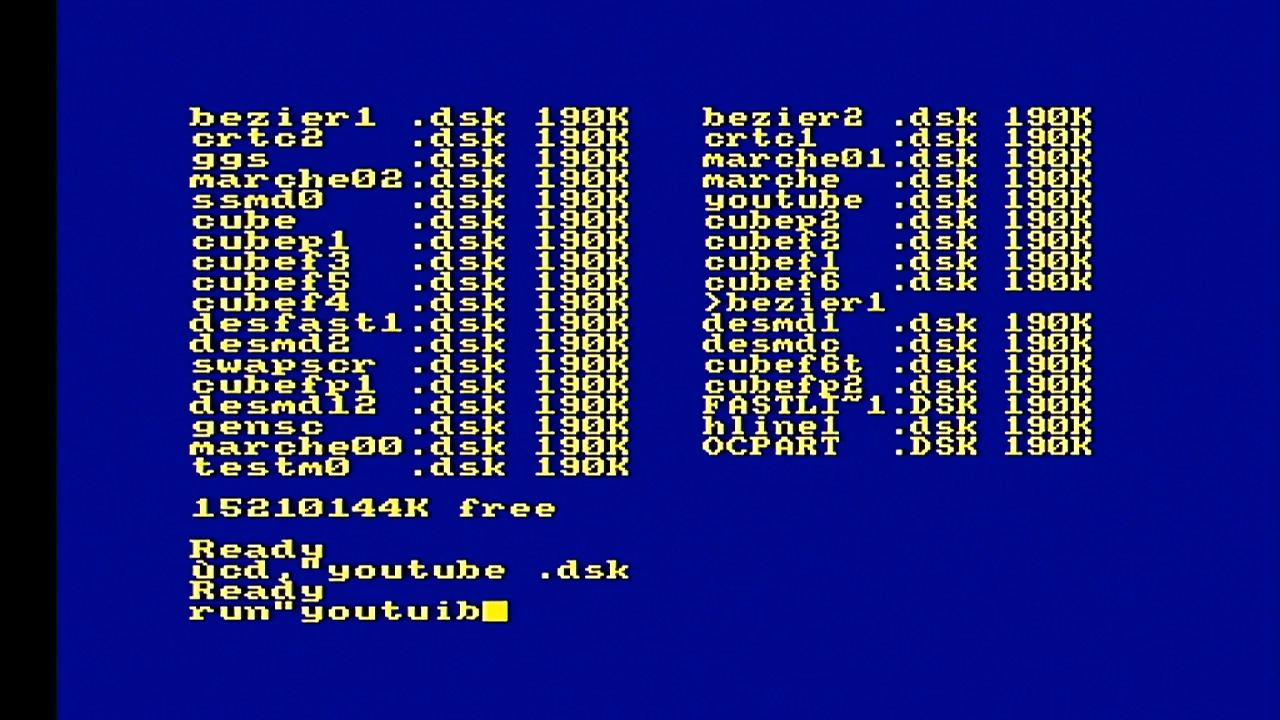 bezier1 .dsk 190K bezier2 .dsk 190K
crtc2 .dsk 190K crtc1 .dsk 190K
ggs .dsk 190K marche01.dsk 190K
marche02.dsk 190K marche .dsk 190K
ssmd0 .dsk 190K youtube .dsk 190K
cube .dsk 190K cubep2 .dsk 190K
cubep1 .dsk 190K cubef2 .dsk 190K
cubef3 .dsk 190K cubef1 .dsk 190K
cubef5 .dsk 190K cubef6 .dsk 190K
cubef4 .dsk 190K >bezier1
desfast1.dsk 190K desmd1 .dsk 190K
desmd2 .dsk 190K desmdc .dsk 190K
swapscr .dsk 190K cubef6t .dsk 190K
cubefp1 .dsk 190K cubefp2 .dsk 190K
desmd12 .dsk 190K FASTLI~1.DSK 190K
gensc .dsk 190K hline1 .dsk 190K
marche00.dsk 190K OCPART .DSK 190K
testm0 .dsk 190K
15210144K free
Ready
ùcd,"youtube .dsk
Ready
run"youtuib